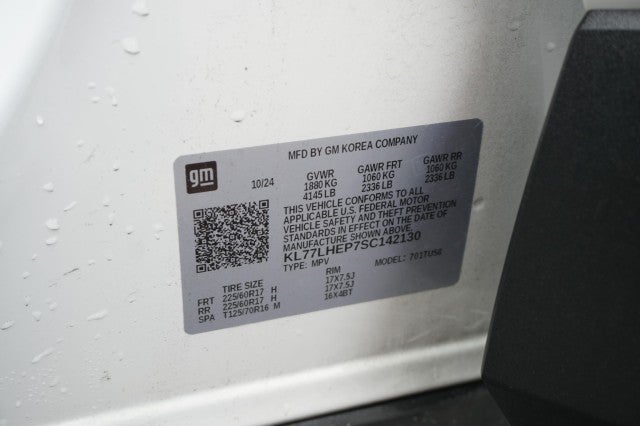 MFD BY GM KOREA COMPANY
gm 10/24 GVWR GAWR FRT GAWR RR
1880 KG 1060 KG 1060 KG
4145 LB 2336 LB 2336 LB
THIS VEHICLE CONFORMS TO ALL
APPLICABLE U.S. FEDERAL MOTOR
VEHICLE SAFETY AND THEFT
STANDARDS IN EFFECT ON THE DATE OF
MANUFACTURE SHOWN ABOVE.
KL77LHEP7SC142130
TYPE: MPV MODEL: 701TU56
TIRE SIZE RIM
FRT 225/60R17 H 17X7.5J
RR 225/60R17 H 17X7.5J
SPA T125/70R16 M 16X4BT